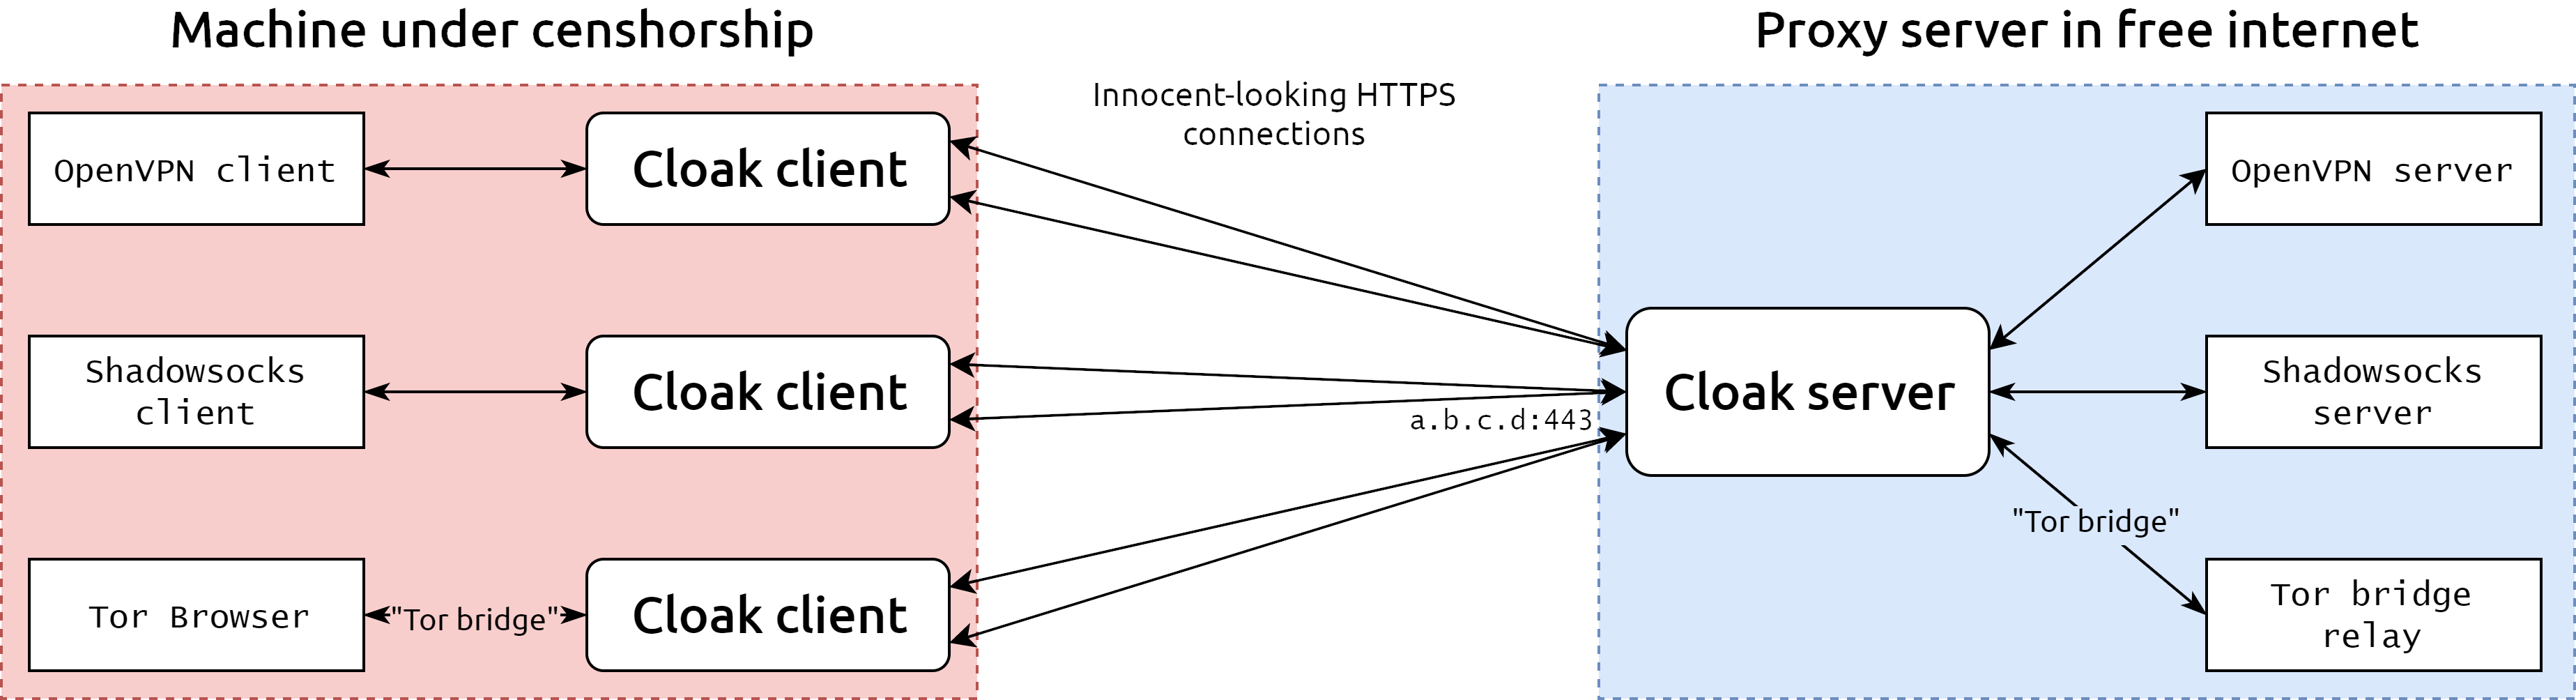 Machine under censhorship
Proxy server in free internet
Innocent-looking HTTPS
connections
OpenVPN client
Cloak client
OpenVPN server
Shadowsocks
client
Cloak client
a.b.c.d:443
Cloak server
Shadowsocks
server
"Tor bridge"
Tor Browser
"Tor bridge"
Cloak client
Tor bridge
relay